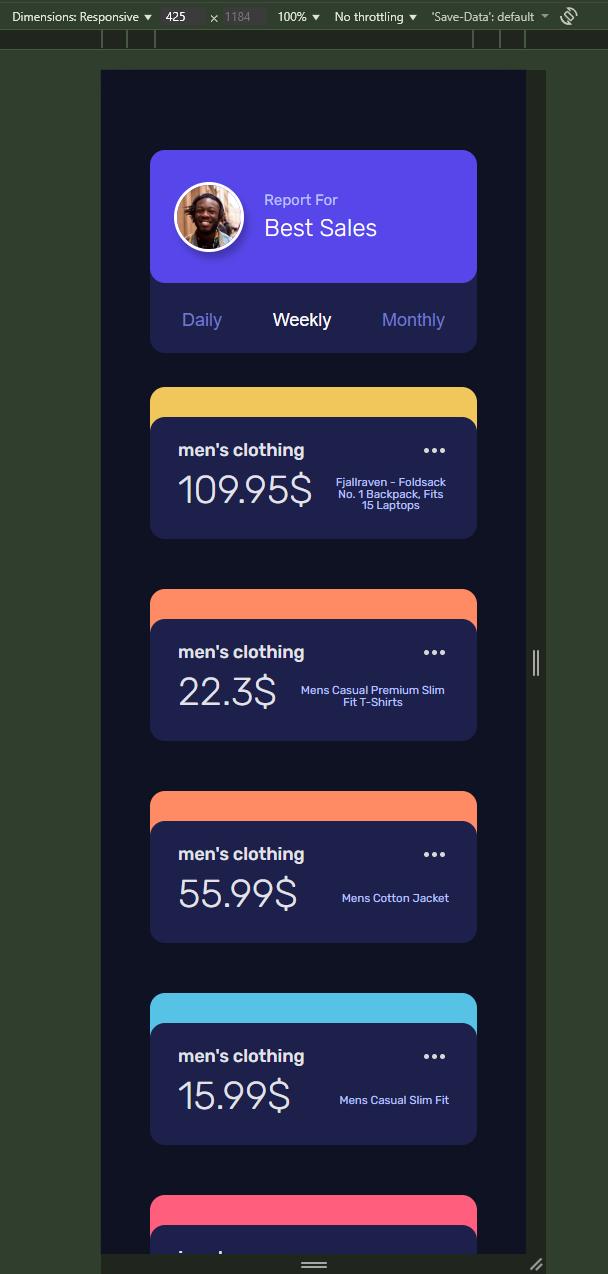 Dimensions: Responsive 425 × 1184 100% No throttling 'Save-Data': default
Report For
Best Sales
Daily Weekly Monthly
men's clothing
109.95$
Fjallraven - Foldsack
No. 1 Backpack, Fits
15 Laptops
men's clothing
22.3$
Mens Casual Premium Slim
Fit T-Shirts
men's clothing
55.99$
Mens Cotton Jacket
men's clothing
15.99$
Mens Casual Slim Fit